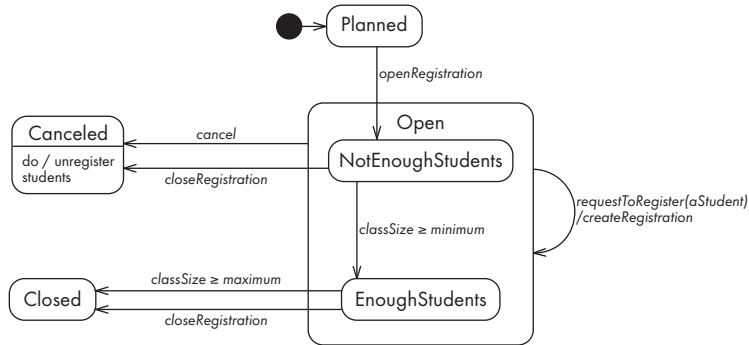 Planned
openRegistration
Open
Canceled
do / unregister
students
cancel
closeRegistration
NotEnoughStudents
requestToRegister(aStudent)
/createRegistration
classSize ≥ minimum
Closed
classSize ≥ maximum
closeRegistration
EnoughStudents